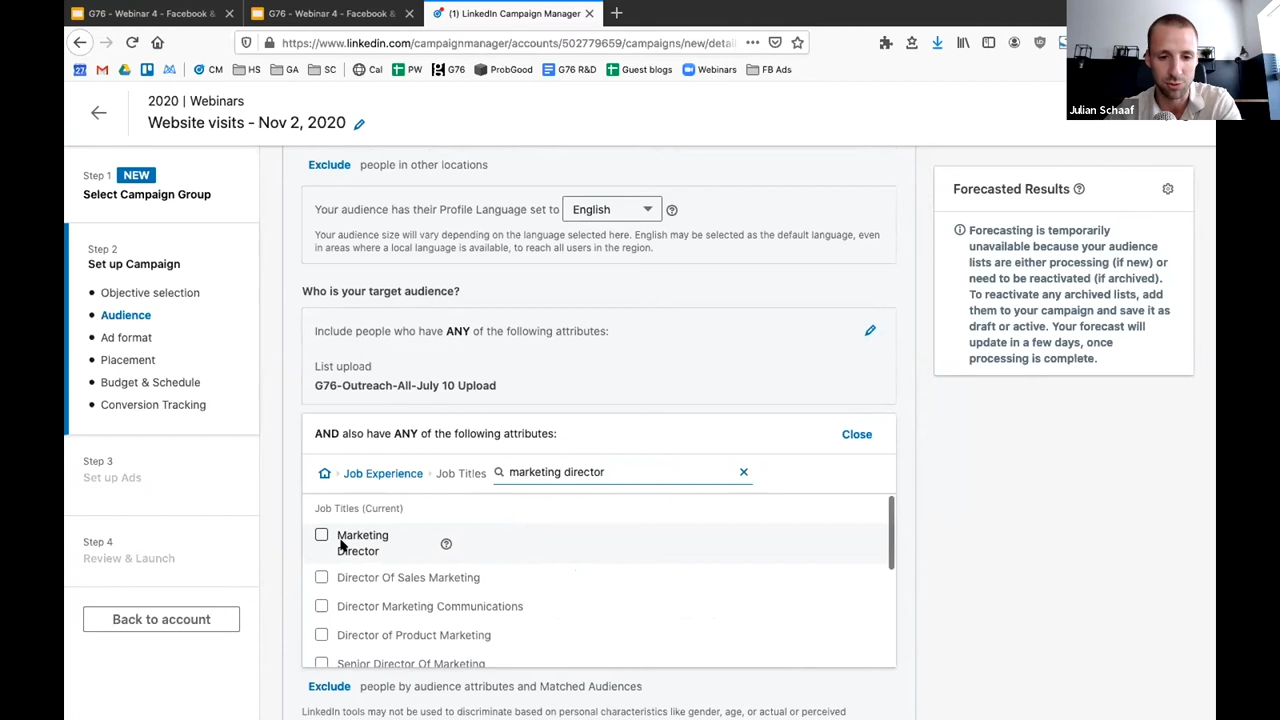 G76 - Webinar 4 - Facebook &
G76 - Webinar 4 - Facebook &
(1) LinkedIn Campaign Manager
https://www.linkedin.com/campaignmanager/accounts/502779659/campaigns/new/detai
27
CM
HS
GA
SC
Cal
PW
G76
ProbGood
G76 R&D
Guest blogs
Webinars
FB Ads
Julian Schaaf
2020 | Webinars
Website visits - Nov 2, 2020
Step 1 NEW
Select Campaign Group
Step 2
Set up Campaign
Objective selection
Audience
Ad format
Placement
Budget & Schedule
Conversion Tracking
Step 3
Set up Ads
Step 4
Review & Launch
Back to account
Exclude people in other locations
Your audience has their Profile Language set to English
Your audience size will vary depending on the language selected here. English may be selected as the default language, even
in areas where a local language is available, to reach all users in the region.
Who is your target audience?
Include people who have ANY of the following attributes:
List upload
G76-Outreach-All-July 10 Upload
AND also have ANY of the following attributes:
Close
Job Experience
Job Titles
marketing director
Job Titles (Current)
Marketing
Director
Director Of Sales Marketing
Director Marketing Communications
Director of Product Marketing
Senior Director Of Marketing
Exclude people by audience attributes and Matched Audiences
LinkedIn tools may not be used to discriminate based on personal characteristics like gender, age, or actual or perceived
Forecasted Results
Forecasting is temporarily
unavailable because your audience
lists are either processing (if new) or
need to be reactivated (if archived).
To reactivate any archived lists, add
them to your campaign and save it as
draft or active. Your forecast will
update in a few days, once
processing is complete.